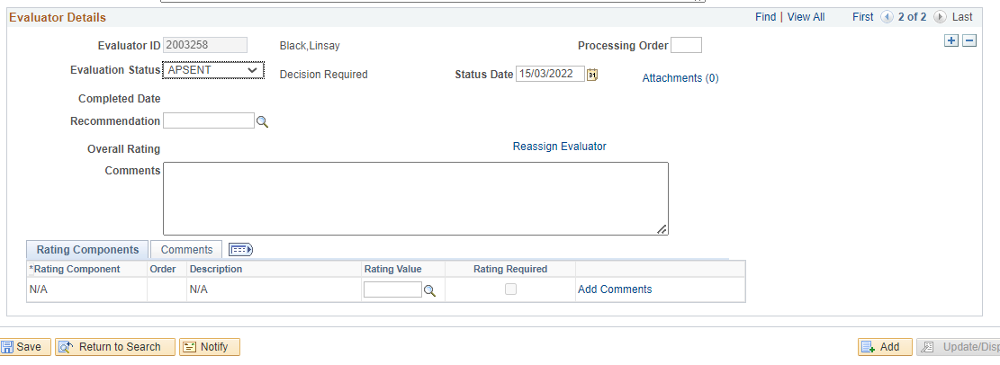 Evaluator Details Find | View All First 2 of 2 Last
Evaluator ID 2003258 Black,Linsay Processing Order
Evaluation Status APSENT Decision Required Status Date 15/03/2022 31 Attachments (0)
Completed Date
Recommendation
Overall Rating Reassign Evaluator
Comments
Rating Components Comments
*Rating Component Order Description Rating Value Rating Required
N/A N/A Add Comments
Save Return to Search Notify Add Update/Disp